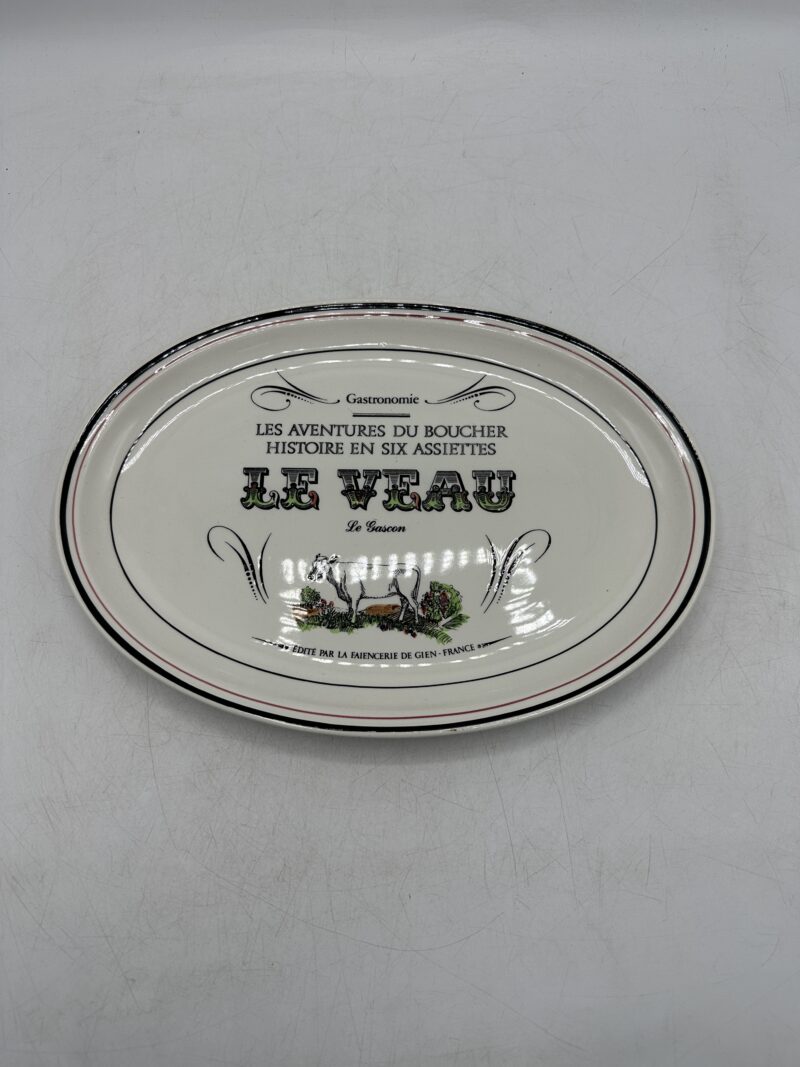 Gastronomie
LES AVENTURES DU BOUCHER
HISTOIRE EN SIX ASSIETTES
LE VEAU
Le Gascon
ÉDITÉ PAR LA FAIENCERIE DE GIEN - FRANCE